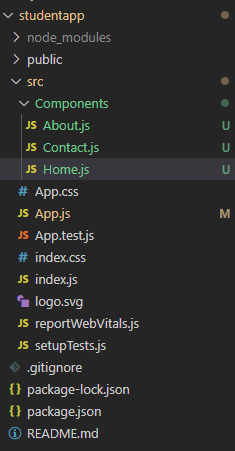 studentapp
node_modules
public
src
Components
JS About.js U
JS Contact.js U
JS Home.js U
# App.css
JS App.js M
JS App.test.js
# index.css
JS index.js
logo.svg
JS reportWebVitals.js
JS setupTests.js
.gitignore
{} package-lock.json
{} package.json
README.md